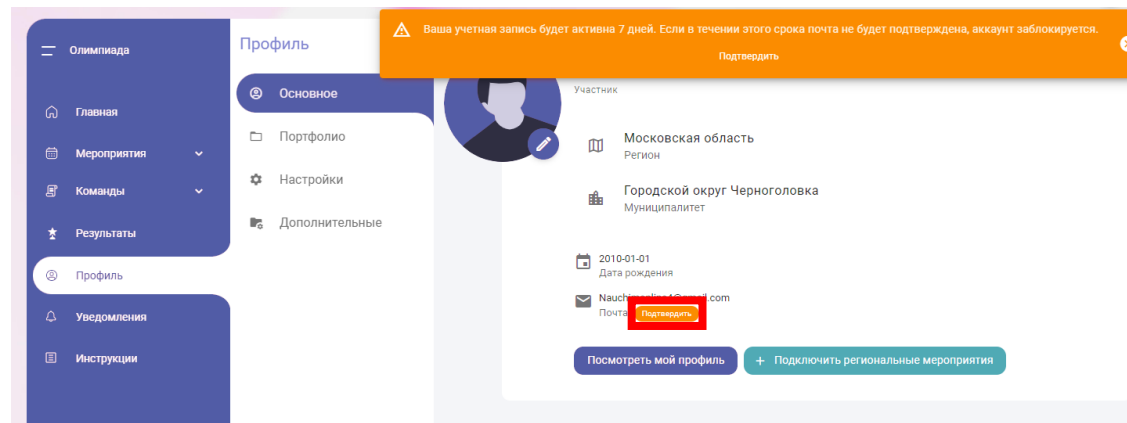 Ваша учетная запись будет активна 7 дней. Если в течении этого срока почта не будет подтверждена, аккаунт заблокируется.
Подтвердить
Олимпиада
Главная
Мероприятия
Команды
Результаты
Профиль
Уведомления
Инструкции
Профиль
Основное
Портфолио
Настройки
Дополнительные
Участник
Московская область
Регион
Городской округ Черноголовка
Муниципалитет
2010-01-01
Дата рождения
Почта Подтвердить
Посмотреть мой профиль
+ Подключить региональные мероприятия